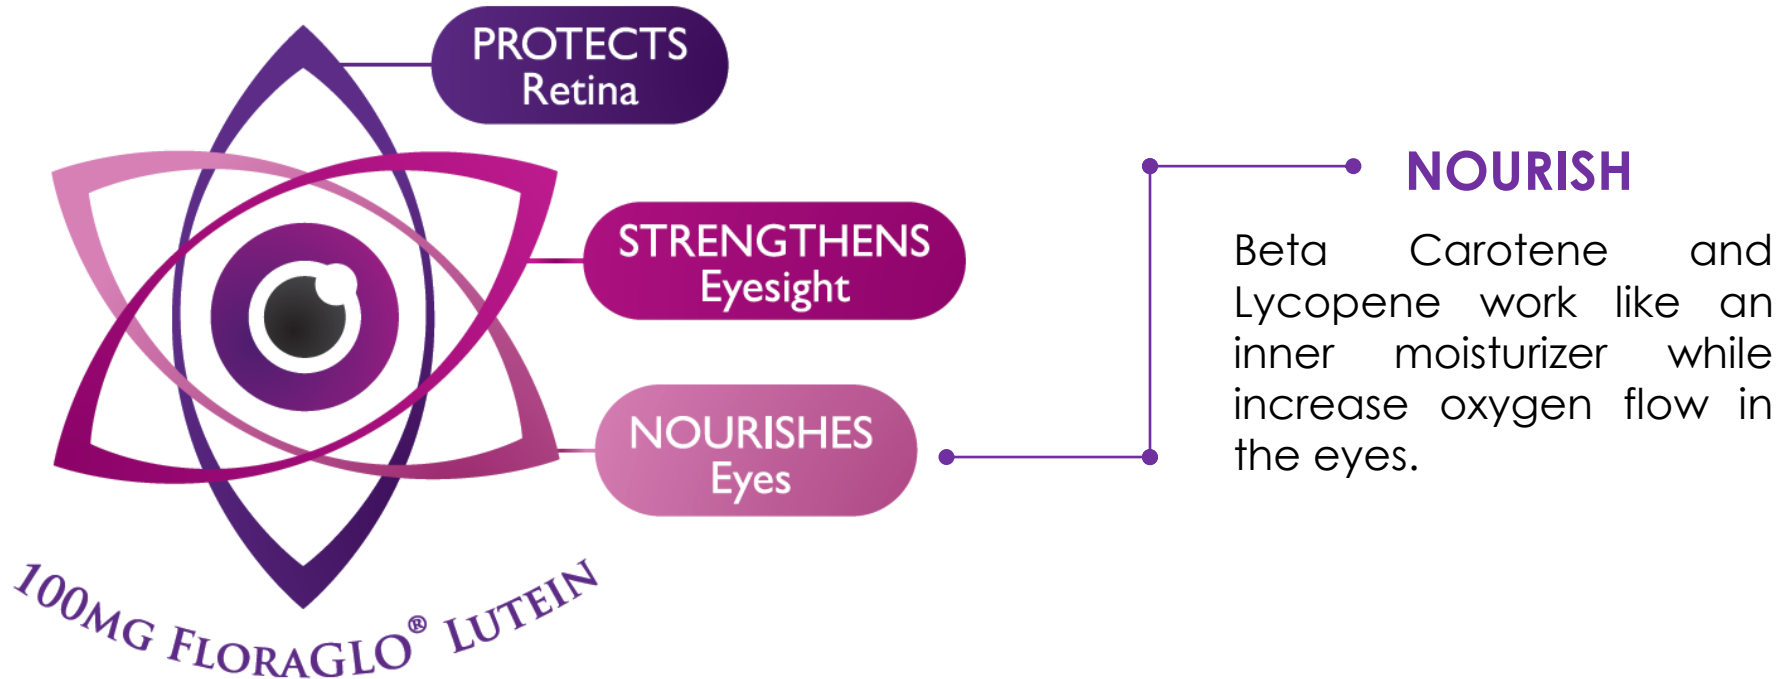 PROTECTS
Retina
STRENGTHENS
Eyesight
NOURISHES
Eyes
100MG FLORAGLO® LUTEIN
NOURISH
Beta Carotene and
Lycopene work like an
inner moisturizer while
increase oxygen flow in
the eyes.